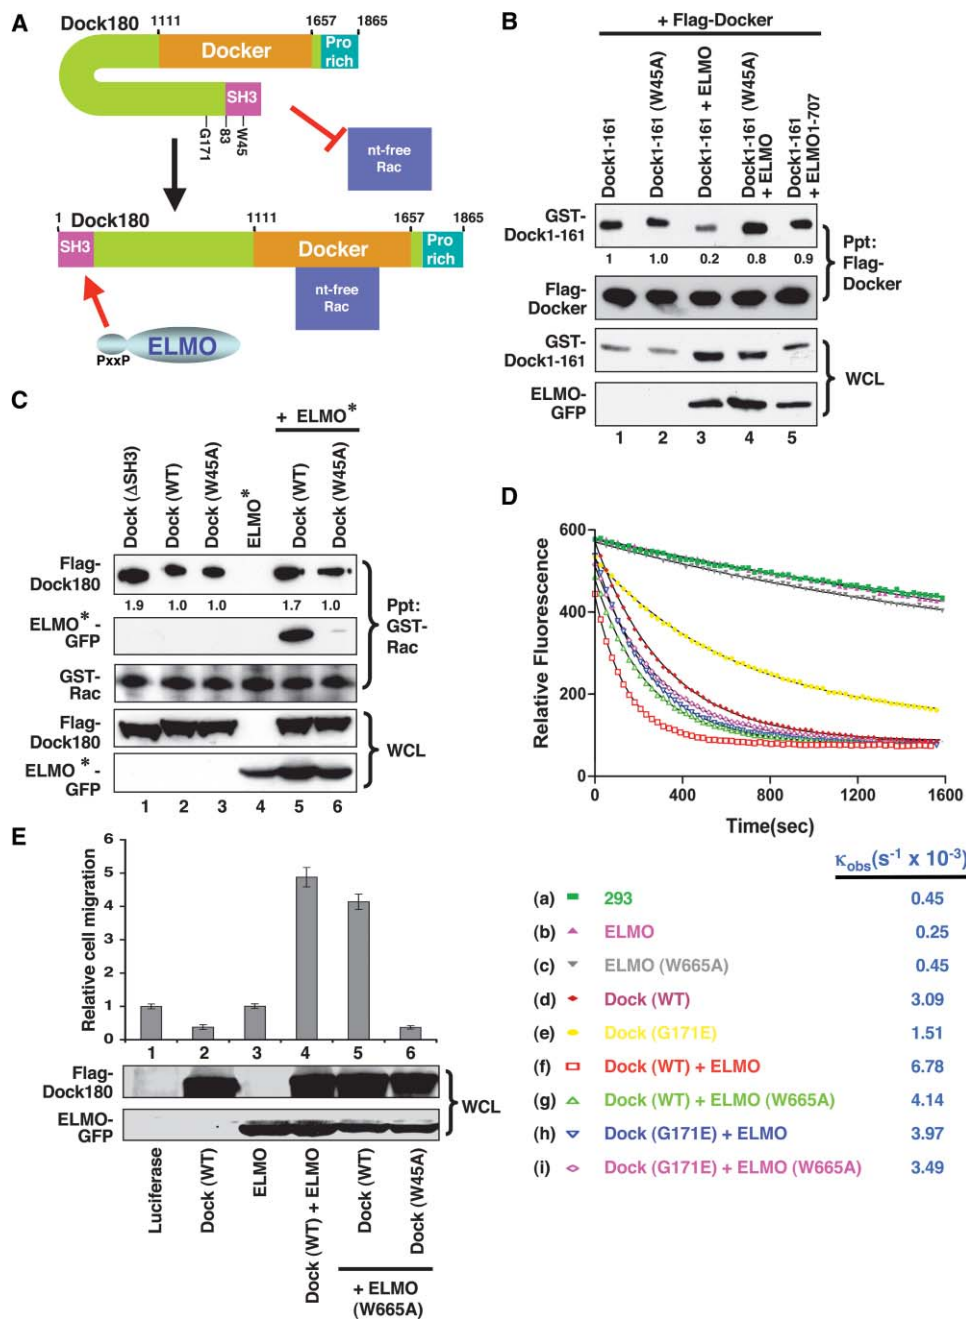 A
Dock180
1111
1657
1865
Docker
Pro
rich
SH3
G171
83
W45
nt-free
Rac
1
Dock180
1111
1657
1865
SH3
Docker
Pro
rich
nt-free
Rac
PxxP
ELMO
B
+ Flag-Docker
Dock1-161
Dock1-161 (W45A)
Dock1-161 + ELMO
Dock1-161 (W45A)
+ ELMO
Dock1-161
+ ELMO1-707
GST-
Dock1-161
1 1.0 0.2 0.8 0.9
Flag-
Docker
Ppt:
Flag-
Docker
GST-
Dock1-161
ELMO-
GFP
WCL
1 2 3 4 5
C
+ ELMO*
Dock (ΔSH3)
Dock (WT)
Dock (W45A)
ELMO*
Dock (WT)
Dock (W45A)
Flag-
Dock180
1.9 1.0 1.0 1.7 1.0
ELMO*-
GFP
GST-
Rac
Ppt:
GST-
Rac
Flag-
Dock180
ELMO*-
GFP
WCL
1 2 3 4 5 6
D
Relative Fluorescence
600
400
200
0
0 400 800 1200 1600
Time(sec)
κobs(s-1 x 10-3)
(a) 293 0.45
(b) ELMO 0.25
(c) ELMO (W665A) 0.45
(d) Dock (WT) 3.09
(e) Dock (G171E) 1.51
(f) Dock (WT) + ELMO 6.78
(g) Dock (WT) + ELMO (W665A) 4.14
(h) Dock (G171E) + ELMO 3.97
(i) Dock (G171E) + ELMO (W665A) 3.49
E
Relative cell migration
6
5
4
3
2
1
0
1 2 3 4 5 6
Flag-
Dock180
ELMO-
GFP
WCL
Luciferase
Dock (WT)
ELMO
Dock (WT) + ELMO
Dock (WT)
Dock (W45A)
+ ELMO
(W665A)